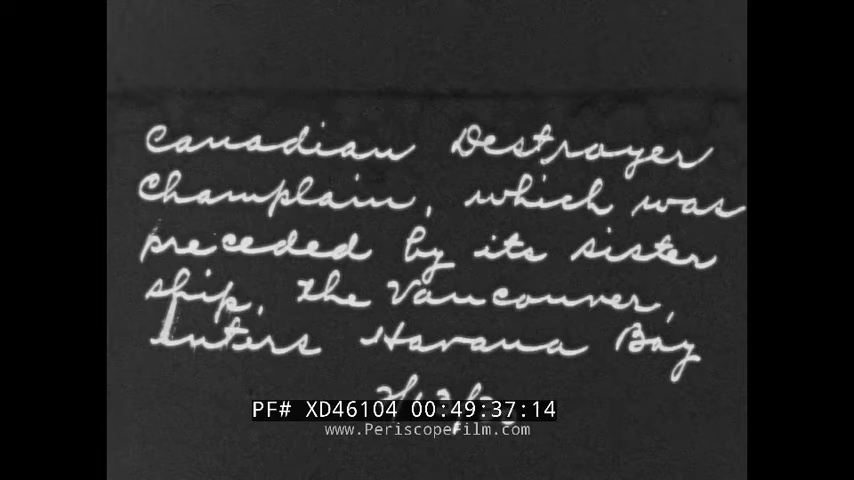 Canadian Destroyer
Champlain, which was
preceded by its sister
ship, the Vancouver,
enters Havana Bay
PF# XD46104 00:49:37:14
www.PeriscopeFilm.com